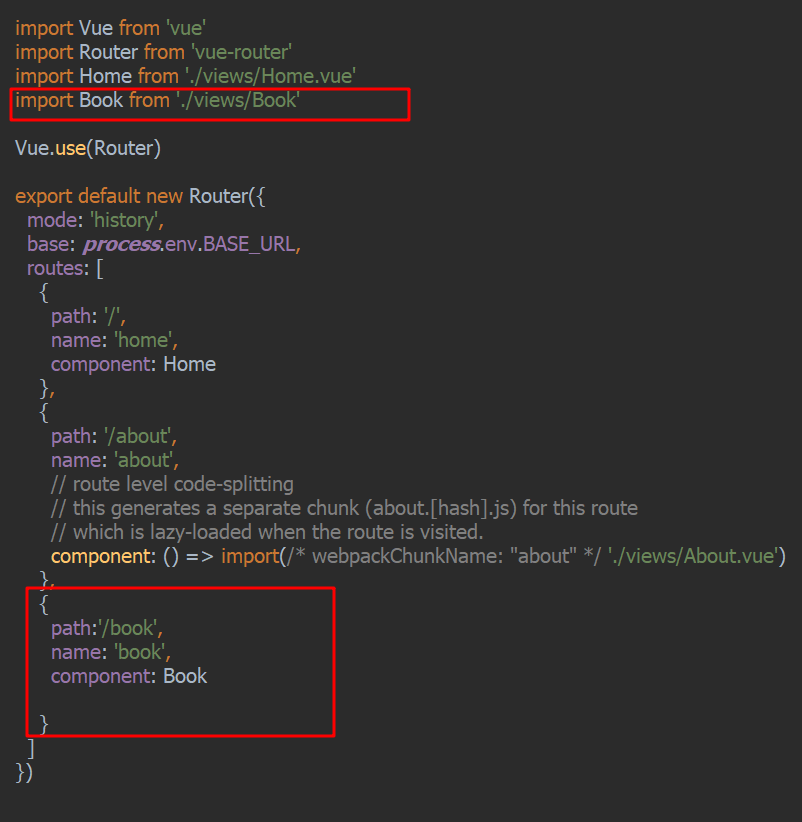 import Vue from 'vue'
import Router from 'vue-router'
import Home from './views/Home.vue'
import Book from './views/Book'

Vue.use(Router)

export default new Router({
  mode: 'history',
  base: process.env.BASE_URL,
  routes: [
    {
      path: '/',
      name: 'home',
      component: Home
    },
    {
      path: '/about',
      name: 'about',
      // route level code-splitting
      // this generates a separate chunk (about.[hash].js) for this route
      // which is lazy-loaded when the route is visited.
      component: () => import(/* webpackChunkName: "about" */ './views/About.vue')
    },
    {
      path:'/book',
      name: 'book',
      component: Book

    }
  ]
})